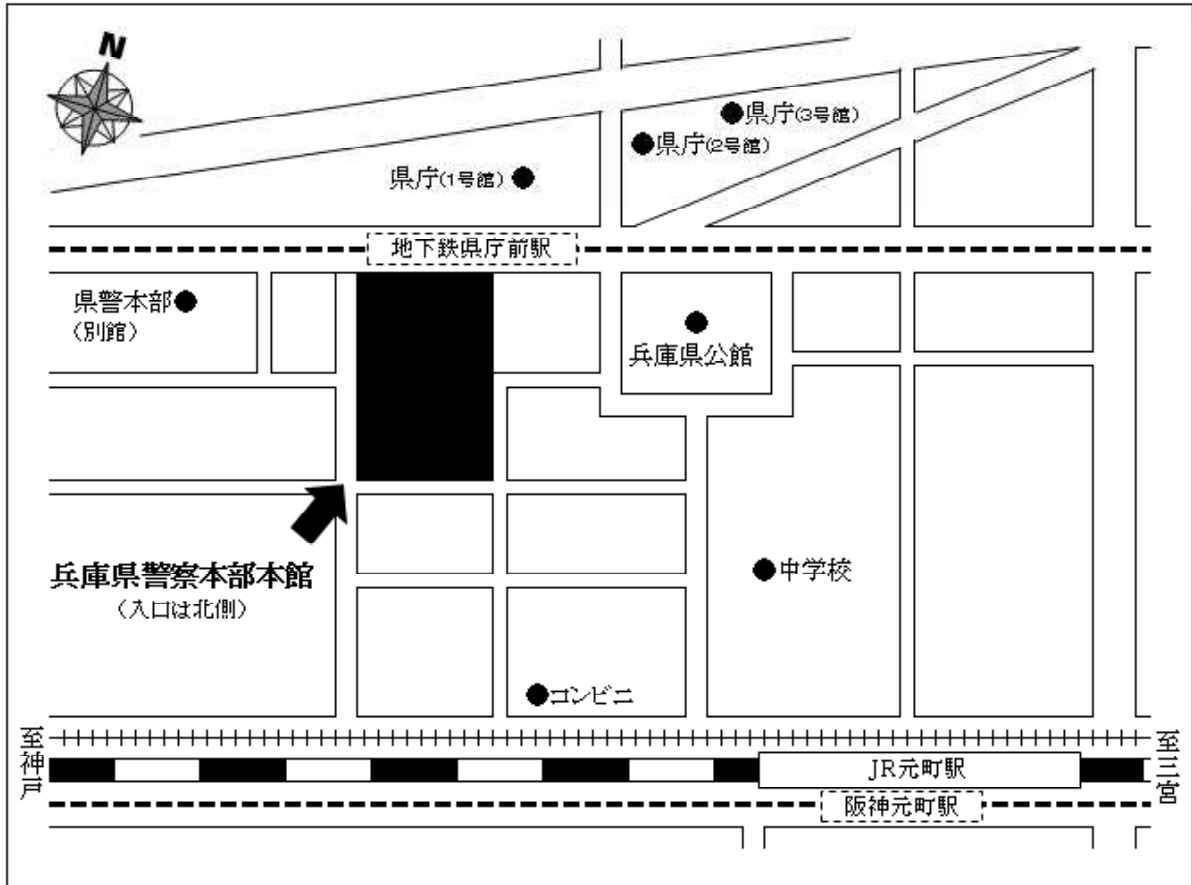 N
県庁(3号館)
県庁(2号館)
県庁(1号館)
地下鉄県庁前駅
県警本部
(別館)
兵庫県公館
兵庫県警察本部本館
(入口は北側)
中学校
コンビニ
至神戸
至三宮
JR元町駅
阪神元町駅